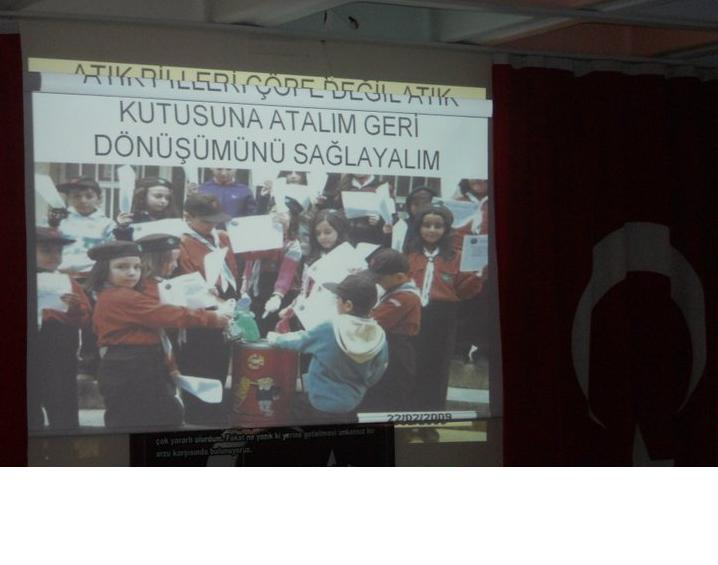 ATIK PİLLERİ ÇÖPE DEĞİL ATIK
KUTUSUNA ATALIM GERİ
DÖNÜŞÜMÜNÜ SAĞLAYALIM
22/02/2009
çok yararlı olurdum. Fakat ne yazık ki yerine getirilmesi imkansız bir
arzu karşısında bulunuyoruz.